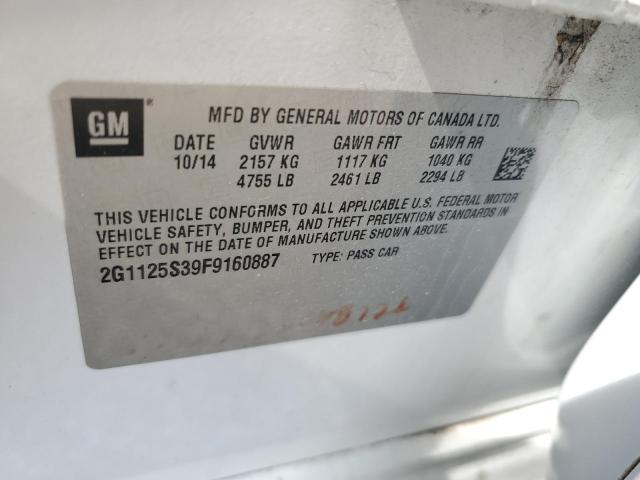 GM
MFD BY GENERAL MOTORS OF CANADA LTD.
DATE GVWR GAWR FRT GAWR RR
10/14 2157 KG 1117 KG 1040 KG
4755 LB 2461 LB 2294 LB
THIS VEHICLE CONFORMS TO ALL APPLICABLE U.S. FEDERAL MOTOR
VEHICLE SAFETY, BUMPER, AND THEFT PREVENTION STANDARDS IN
EFFECT ON THE DATE OF MANUFACTURE SHOWN ABOVE.
2G1125S39F9160887 TYPE: PASS CAR